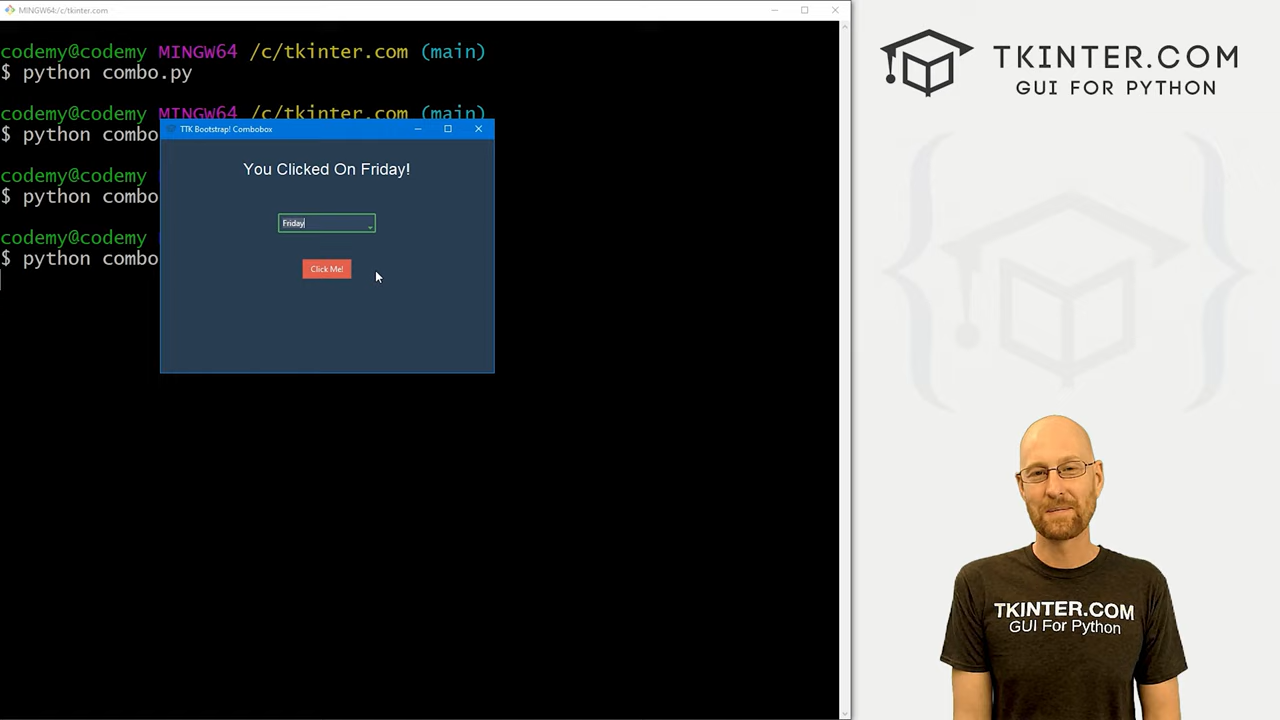 MINGW64:/c/tkinter.com
codemy@codemy MINGW64 /c/tkinter.com (main)
$ python combo.py
codemy@codemy MINGW64 /c/tkinter.com (main)
$ python combo
codemy@codemy
$ python combo
codemy@codemy
$ python combo
TTK Bootstrap! Combobox
You Clicked On Friday!
Friday
Click Me!
TKINTER.COM
GUI FOR PYTHON
TKINTER.COM
GUI For Python